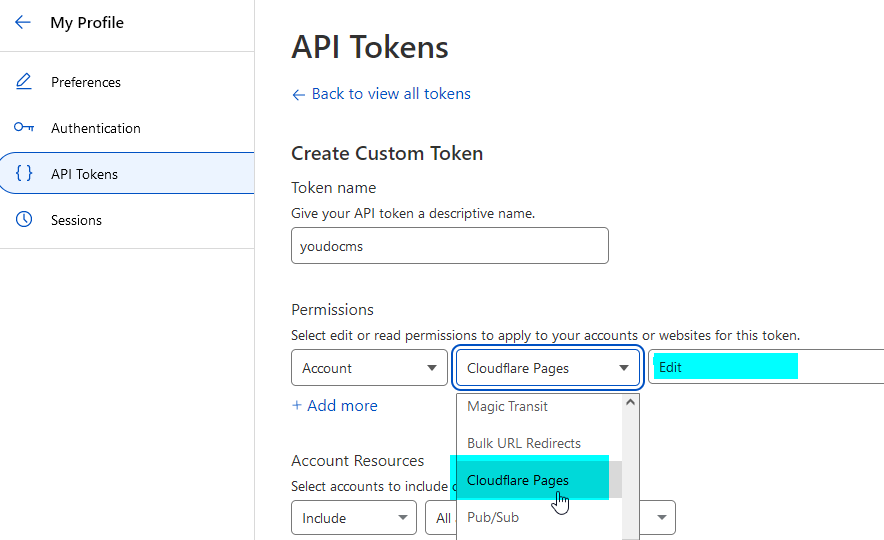 My Profile
Preferences
Authentication
API Tokens
Sessions
API Tokens
← Back to view all tokens
Create Custom Token
Token name
Give your API token a descriptive name.
youdocms
Permissions
Select edit or read permissions to apply to your accounts or websites for this token.
Account
Cloudflare Pages
Edit
+ Add more
Magic Transit
Bulk URL Redirects
Cloudflare Pages
Pub/Sub
Account Resources
Select accounts to include
Include
All